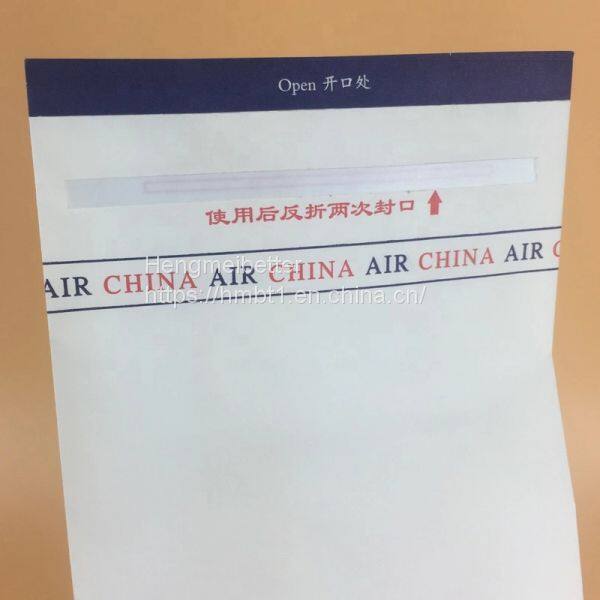 Open 开口处
使用后反折两次封口
AIR CHINA AIR CHINA AIR CHINA AIR C
Hengmeibetter
https://hmbt1.en.china.cn/